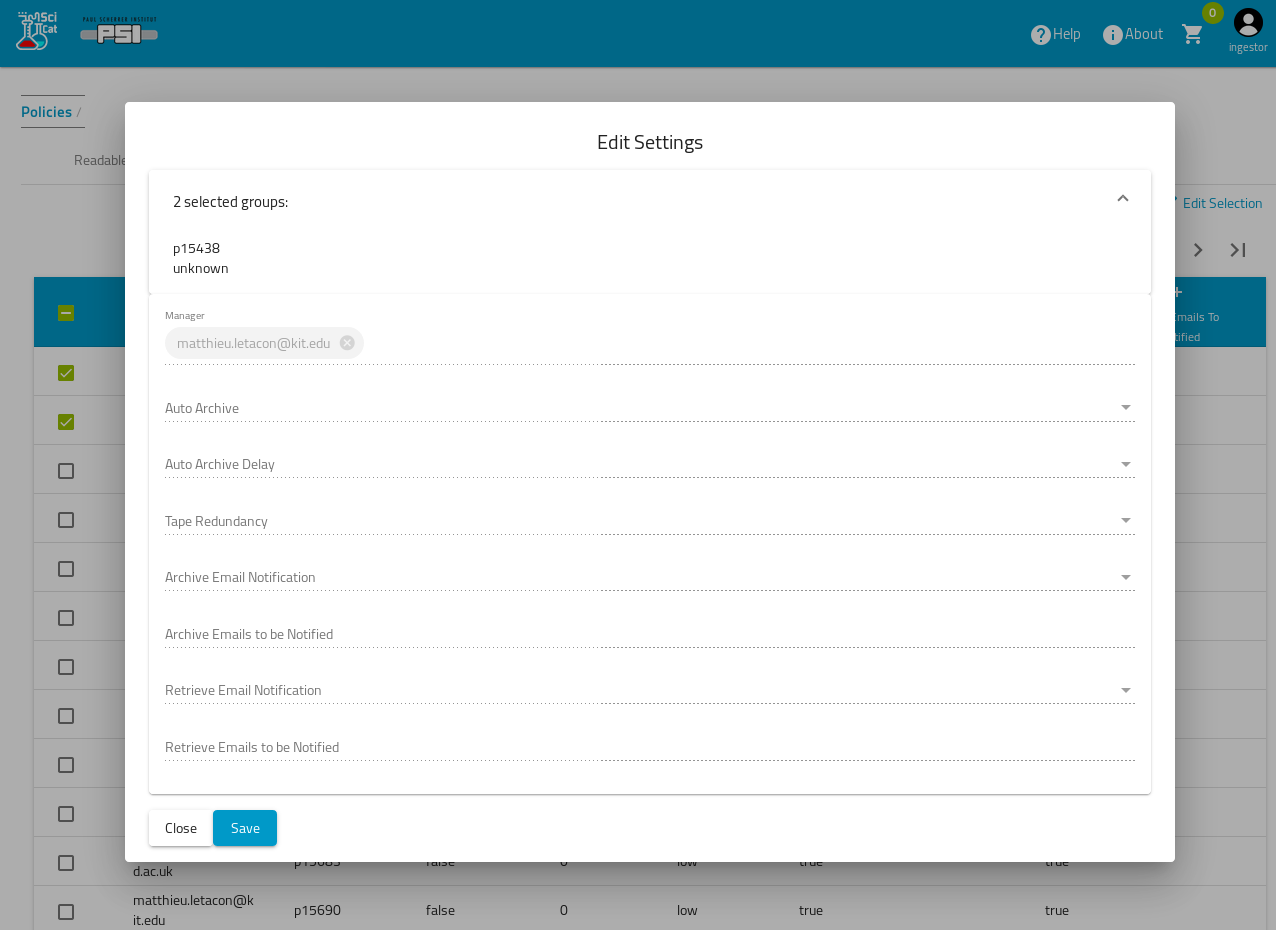 Sci
Cat
PAUL SCHERRER INSTITUT
PSI
Help
About
0
ingestor
Policies /
Readable
Edit Settings
2 selected groups:
p15438
unknown
Edit Selection
Emails To
Manager
matthieu.letacon@kit.edu
Auto Archive
Auto Archive Delay
Tape Redundancy
Archive Email Notification
Archive Emails to be Notified
Retrieve Email Notification
Retrieve Emails to be Notified
Close
Save
d.ac.uk
p15685 false 0 low true true
matthieu.letacon@k
it.edu
p15690 false 0 low true true